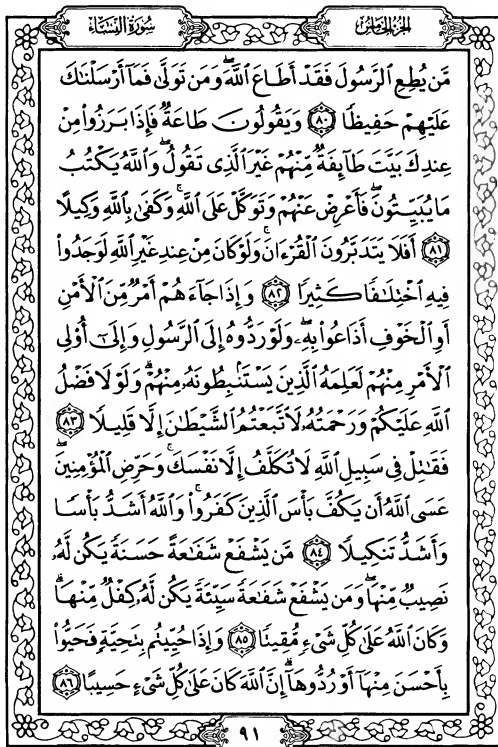 سُورَةُ النِّسَاءِ
الجزء الخامس
مَّن يُطِعِ ٱلرَّسُولَ فَقَدْ أَطَاعَ ٱللَّهَ ۖ وَمَن تَوَلَّىٰ فَمَآ أَرْسَلْنَٰكَ
عَلَيْهِمْ حَفِيظًا ٨٠ وَيَقُولُونَ طَاعَةٌ فَإِذَا بَرَزُوا۟ مِنْ
عِندِكَ بَيَّتَ طَآئِفَةٌ مِّنْهُمْ غَيْرَ ٱلَّذِى تَقُولُ ۖ وَٱللَّهُ يَكْتُبُ
مَا يُبَيِّتُونَ ۖ فَأَعْرِضْ عَنْهُمْ وَتَوَكَّلْ عَلَى ٱللَّهِ ۚ وَكَفَىٰ بِٱللَّهِ وَكِيلًا
٨١ أَفَلَا يَتَدَبَّرُونَ ٱلْقُرْءَانَ ۚ وَلَوْ كَانَ مِنْ عِندِ غَيْرِ ٱللَّهِ لَوَجَدُوا۟
فِيهِ ٱخْتِلَٰفًا كَثِيرًا ٨٢ وَإِذَا جَآءَهُمْ أَمْرٌ مِّنَ ٱلْأَمْنِ
أَوِ ٱلْخَوْفِ أَذَاعُوا۟ بِهِۦ ۖ وَلَوْ رَدُّوهُ إِلَى ٱلرَّسُولِ وَإِلَىٰٓ أُو۟لِى
ٱلْأَمْرِ مِنْهُمْ لَعَلِمَهُ ٱلَّذِينَ يَسْتَنۢبِطُونَهُۥ مِنْهُمْ ۗ وَلَوْلَا فَضْلُ
ٱللَّهِ عَلَيْكُمْ وَرَحْمَتُهُۥ لَٱتَّبَعْتُمُ ٱلشَّيْطَٰنَ إِلَّا قَلِيلًا ٨٣
فَقَٰتِلْ فِى سَبِيلِ ٱللَّهِ لَا تُكَلَّفُ إِلَّا نَفْسَكَ ۚ وَحَرِّضِ ٱلْمُؤْمِنِينَ ۖ
عَسَى ٱللَّهُ أَن يَكُفَّ بَأْسَ ٱلَّذِينَ كَفَرُوا۟ ۚ وَٱللَّهُ أَشَدُّ بَأْسًا
وَأَشَدُّ تَنكِيلًا ٨٤ مَّن يَشْفَعْ شَفَٰعَةً حَسَنَةً يَكُن لَّهُۥ
نَصِيبٌ مِّنْهَا ۖ وَمَن يَشْفَعْ شَفَٰعَةً سَيِّئَةً يَكُن لَّهُۥ كِفْلٌ مِّنْهَا ۗ
وَكَانَ ٱللَّهُ عَلَىٰ كُلِّ شَىْءٍ مُّقِيتًا ٨٥ وَإِذَا حُيِّيتُم بِتَحِيَّةٍ فَحَيُّوا۟
بِأَحْسَنَ مِنْهَآ أَوْ رُدُّوهَآ ۗ إِنَّ ٱللَّهَ كَانَ عَلَىٰ كُلِّ شَىْءٍ حَسِيبًا ٨٦
٩١